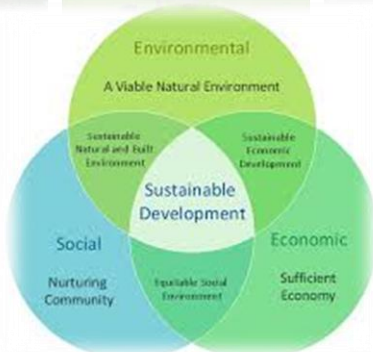 Environmental
A Viable Natural Environment
Sustainable
Natural and Built
Environment
Sustainable
Economic
Development
Sustainable
Development
Social
Economic
Nurturing
Community
Equitable Social
Environment
Sufficient
Economy